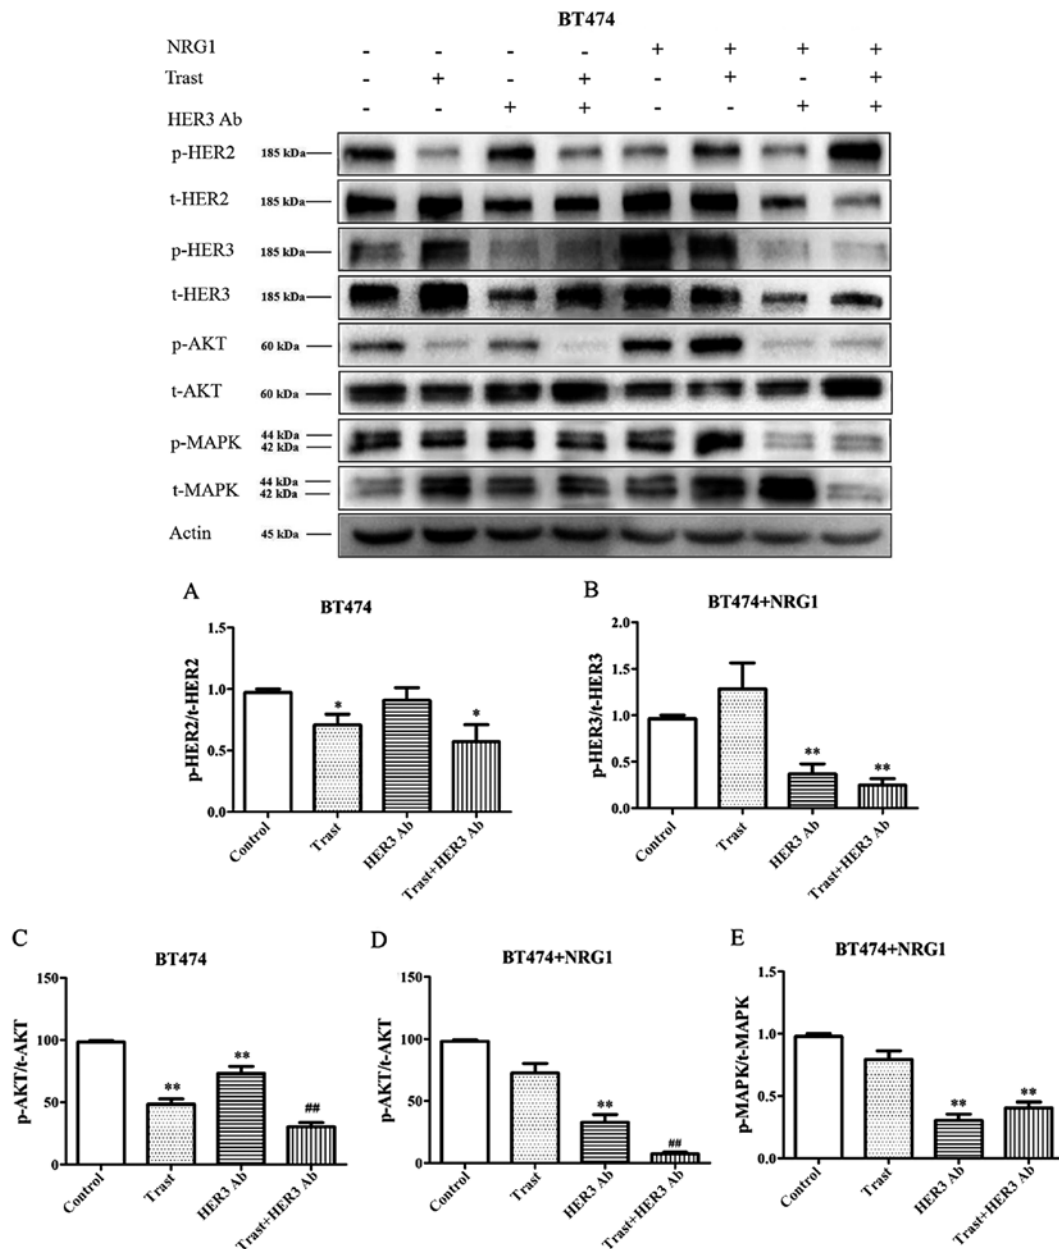 BT474
NRG1 - - - - + + + +
Trast - + - + - + - +
HER3 Ab - - + + - - + +
p-HER2 185 kDa
t-HER2 185 kDa
p-HER3 185 kDa
t-HER3 185 kDa
p-AKT 60 kDa
t-AKT 60 kDa
p-MAPK 44 kDa
42 kDa
t-MAPK 44 kDa
42 kDa
Actin 45 kDa
A
BT474
p-HER2/t-HER2
1.5
1.0
0.5
0.0
*
*
Control
Trast
HER3 Ab
Trast+HER3 Ab
B
BT474+NRG1
p-HER3/t-HER3
2.0
1.5
1.0
0.5
0.0
**
**
Control
Trast
HER3 Ab
Trast+HER3 Ab
C
BT474
p-AKT/t-AKT
150
100
50
0
**
**
##
Control
Trast
HER3 Ab
Trast+HER3 Ab
D
BT474+NRG1
p-AKT/t-AKT
150
100
50
0
**
##
Control
Trast
HER3 Ab
Trast+HER3 Ab
E
BT474+NRG1
p-MAPK/t-MAPK
1.5
1.0
0.5
0.0
**
**
Control
Trast
HER3 Ab
Trast+HER3 Ab